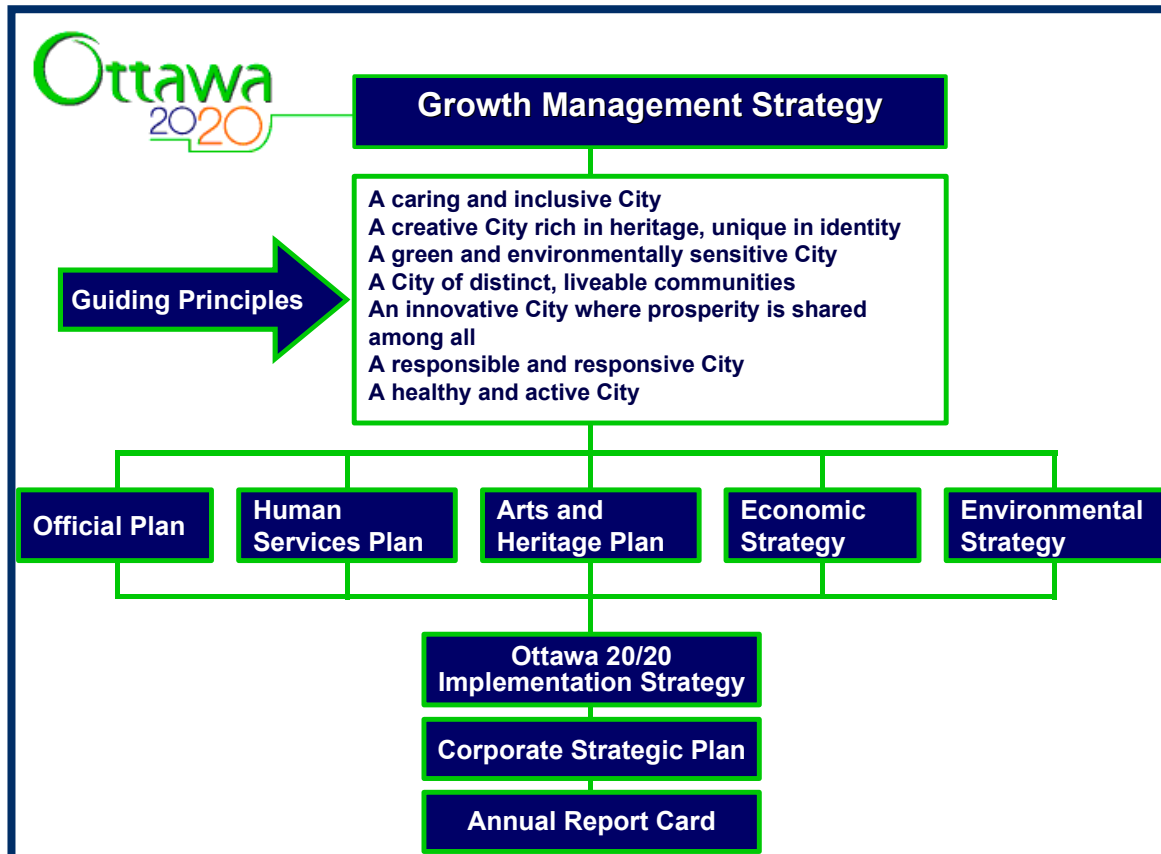 Ottawa
2020
Growth Management Strategy
A caring and inclusive City
A creative City rich in heritage, unique in identity
A green and environmentally sensitive City
A City of distinct, liveable communities
An innovative City where prosperity is shared
among all
A responsible and responsive City
A healthy and active City
Guiding Principles
Official Plan
Human
Services Plan
Arts and
Heritage Plan
Economic
Strategy
Environmental
Strategy
Ottawa 20/20
Implementation Strategy
Corporate Strategic Plan
Annual Report Card